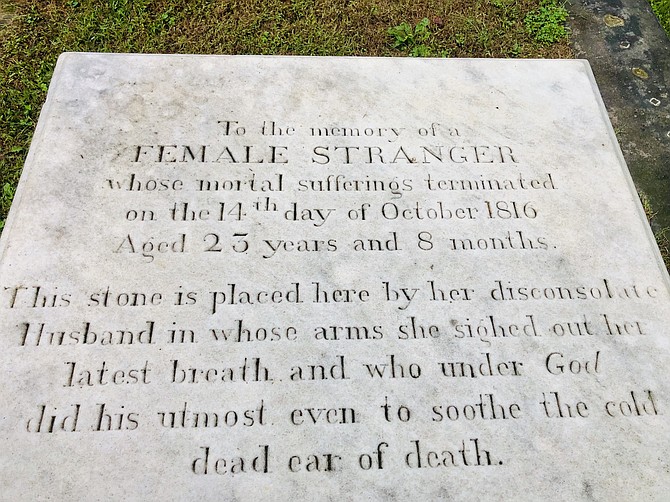 To the memory of a
FEMALE STRANGER
whose mortal sufferings terminated
on the 14th day of October 1816
Aged 23 years and 8 months.
This stone is placed here by her disconsolate
Husband in whose arms she sighed out her
latest breath and who under God
did his utmost even to soothe the cold
dead ear of death.